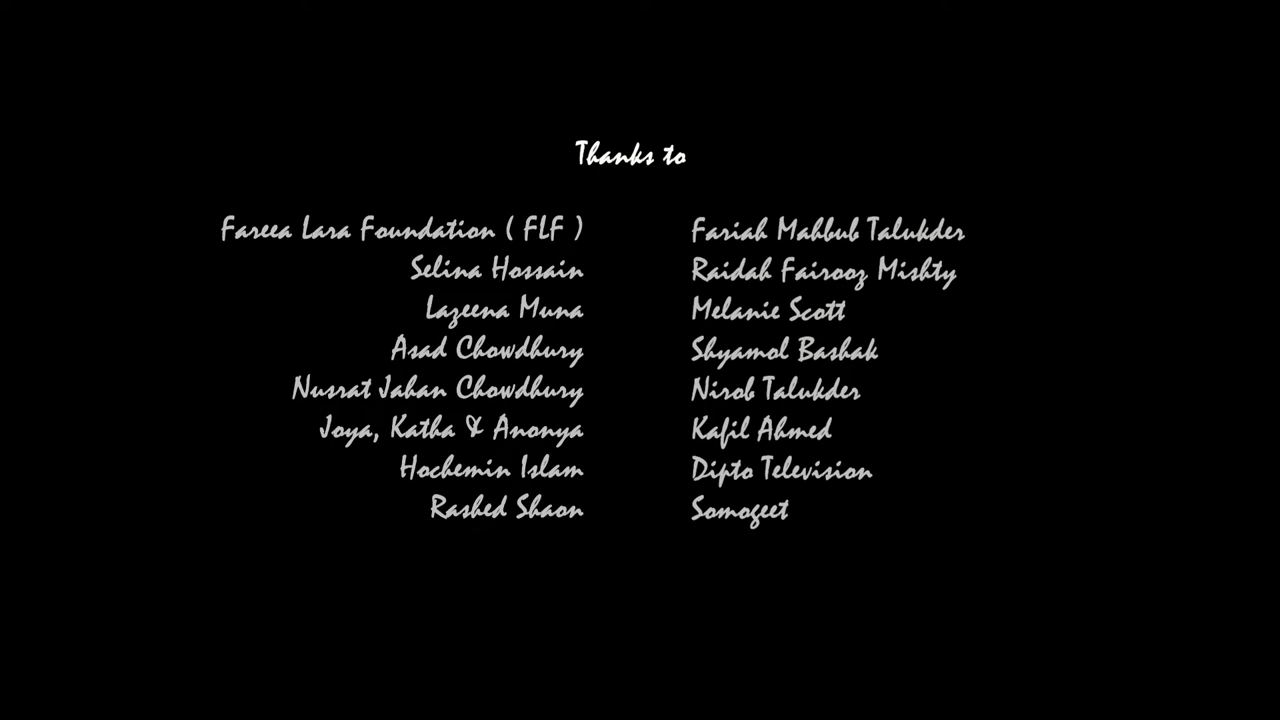 Thanks to
Fareea Lara Foundation ( FLF )
Selina Hossain
Lazeena Muna
Asad Chowdhury
Nusrat Jahan Chowdhury
Joya, Katha & Anonya
Hochemin Islam
Rashed Shaon
Fariah Mahbub Talukder
Raidah Fairooz Mishty
Melanie Scott
Shyamol Bashak
Nirob Talukder
Kafil Ahmed
Dipto Television
Somogeet